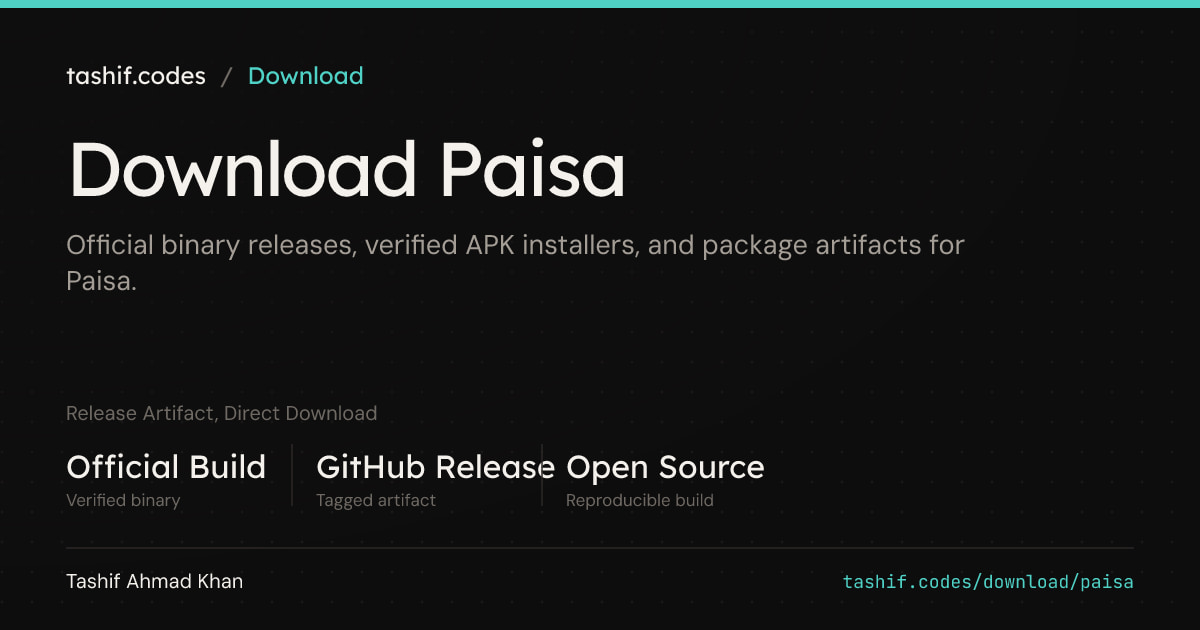 tashif.codes / Download
Download Paisa
Official binary releases, verified APK installers, and package artifacts for
Paisa.
Release Artifact, Direct Download
Official Build GitHub Release Open Source
Verified binary Tagged artifact Reproducible build
Tashif Ahmad Khan tashif.codes/download/paisa